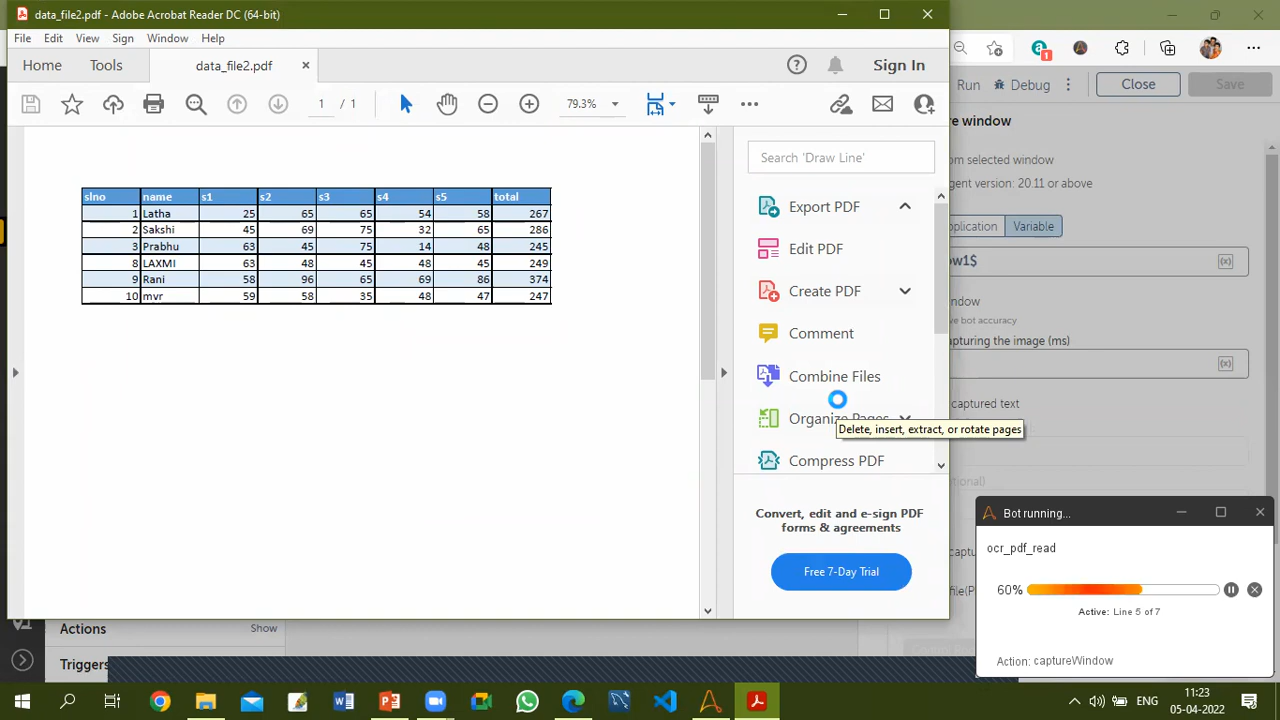 data_file2.pdf - Adobe Acrobat Reader DC (64-bit)
File Edit View Sign Window Help
Home Tools data_file2.pdf Sign In
1 / 1 79.3%
slno name s1 s2 s3 s4 s5 total
1 Latha 25 65 65 54 58 267
2 Sakshi 45 69 75 32 65 286
3 Prabhu 63 45 75 14 48 245
8 LAXMI 63 48 45 48 45 249
9 Rani 58 96 65 69 86 374
10 mvr 59 58 35 48 47 247
Search 'Draw Line'
Export PDF
Edit PDF
Create PDF
Comment
Combine Files
Organize Pages
Delete, insert, extract, or rotate pages
Compress PDF
Convert, edit and e-sign PDF
forms & agreements
Free 7-Day Trial
1
Run Debug Close Save
re window
om selected window
gent version: 20.11 or above
plication Variable
ow1$ (x)
ndow
ve bot accuracy
apturing the image (ms)
(x)
captured text
onal)
Bot running...
ocr_pdf_read
60%
Active: Line 5 of 7
Action: captureWindow
captu
file(P
Actions Show
Triggers
ENG
11:23
05-04-2022